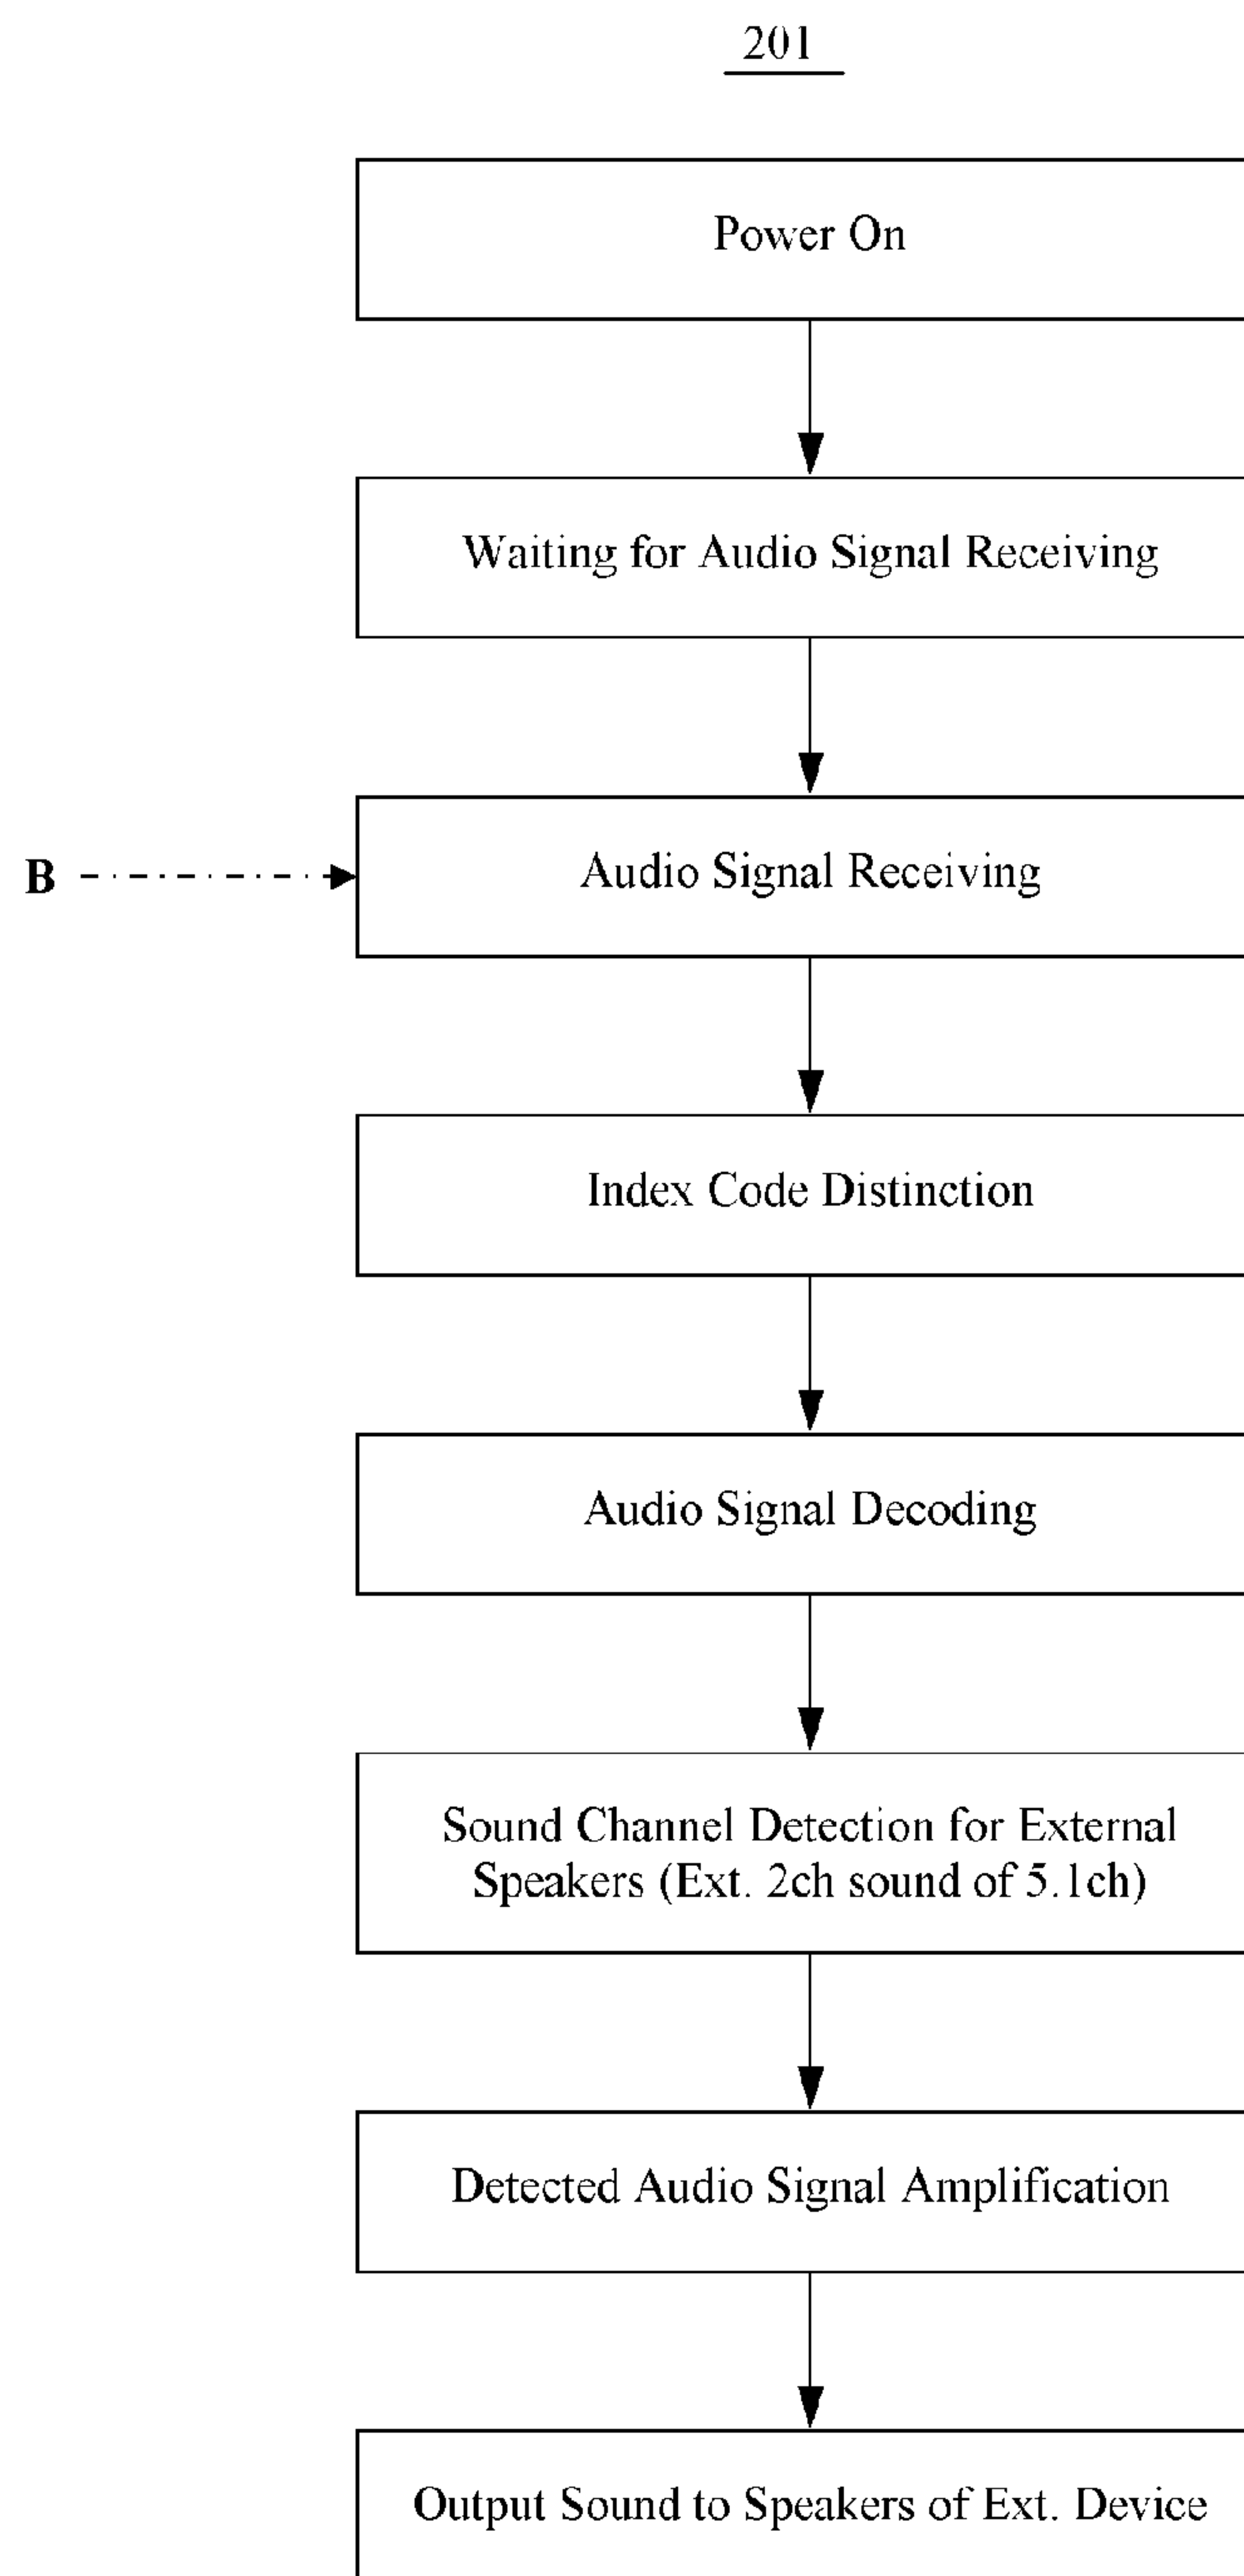 201
Power On
Waiting for Audio Signal Receiving
B
Audio Signal Receiving
Index Code Distinction
Audio Signal Decoding
Sound Channel Detection for External
Speakers (Ext. 2ch sound of 5.1ch)
Detected Audio Signal Amplification
Output Sound to Speakers of Ext. Device